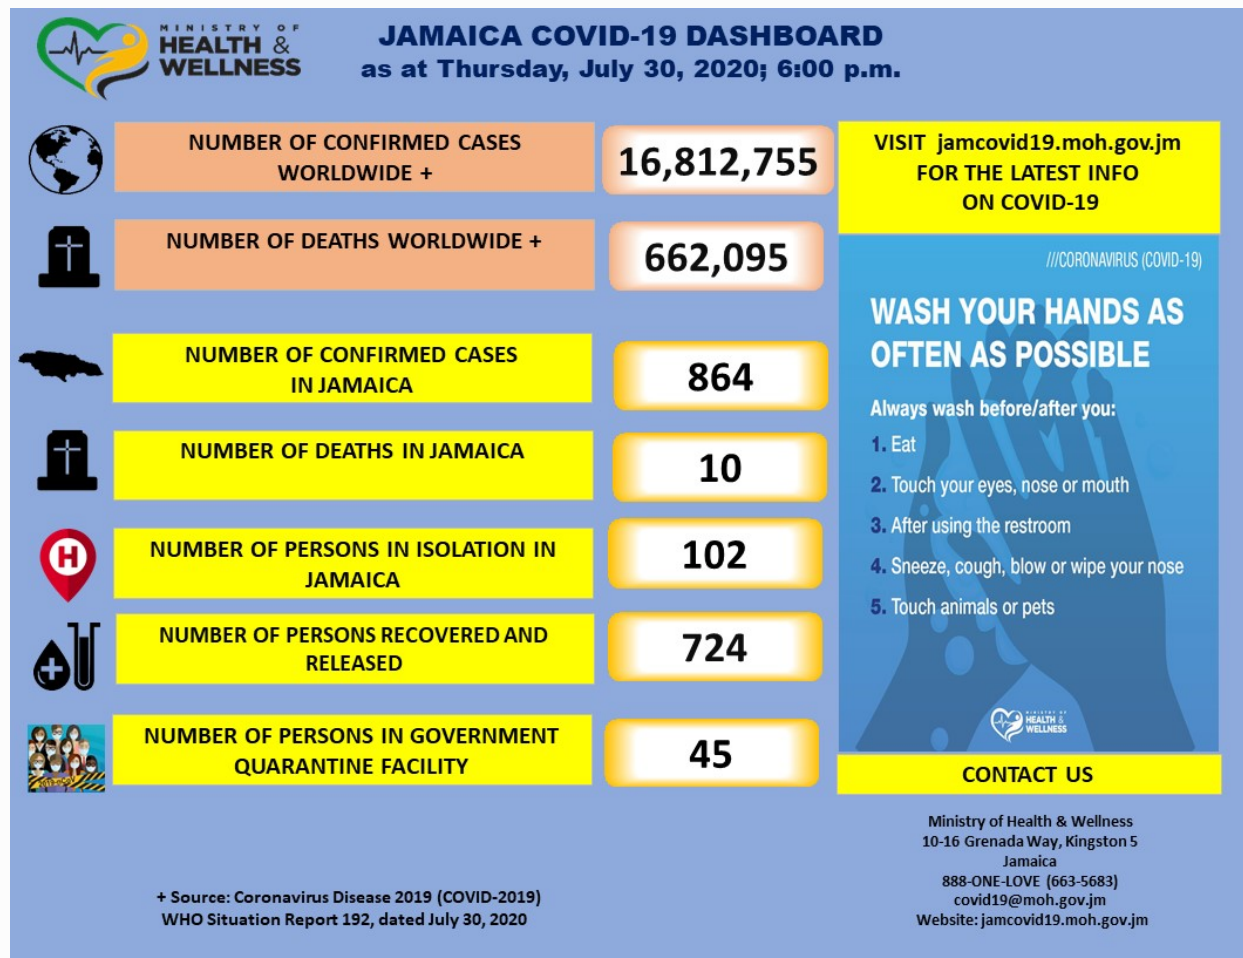 MINISTRY OF
HEALTH &
WELLNESS
JAMAICA COVID-19 DASHBOARD
as at Thursday, July 30, 2020; 6:00 p.m.
NUMBER OF CONFIRMED CASES
WORLDWIDE +
16,812,755
NUMBER OF DEATHS WORLDWIDE +
662,095
NUMBER OF CONFIRMED CASES
IN JAMAICA
864
NUMBER OF DEATHS IN JAMAICA
10
H
NUMBER OF PERSONS IN ISOLATION IN
JAMAICA
102
NUMBER OF PERSONS RECOVERED AND
RELEASED
724
NUMBER OF PERSONS IN GOVERNMENT
QUARANTINE FACILITY
45
+ Source: Coronavirus Disease 2019 (COVID-2019)
WHO Situation Report 192, dated July 30, 2020
VISIT jamcovid19.moh.gov.jm
FOR THE LATEST INFO
ON COVID-19
///CORONAVIRUS (COVID-19)
WASH YOUR HANDS AS
OFTEN AS POSSIBLE
Always wash before/after you:
1. Eat
2. Touch your eyes, nose or mouth
3. After using the restroom
4. Sneeze, cough, blow or wipe your nose
5. Touch animals or pets
MINISTRY OF
HEALTH &
WELLNESS
CONTACT US
Ministry of Health & Wellness
10-16 Grenada Way, Kingston 5
Jamaica
888-ONE-LOVE (663-5683)
covid19@moh.gov.jm
Website: jamcovid19.moh.gov.jm